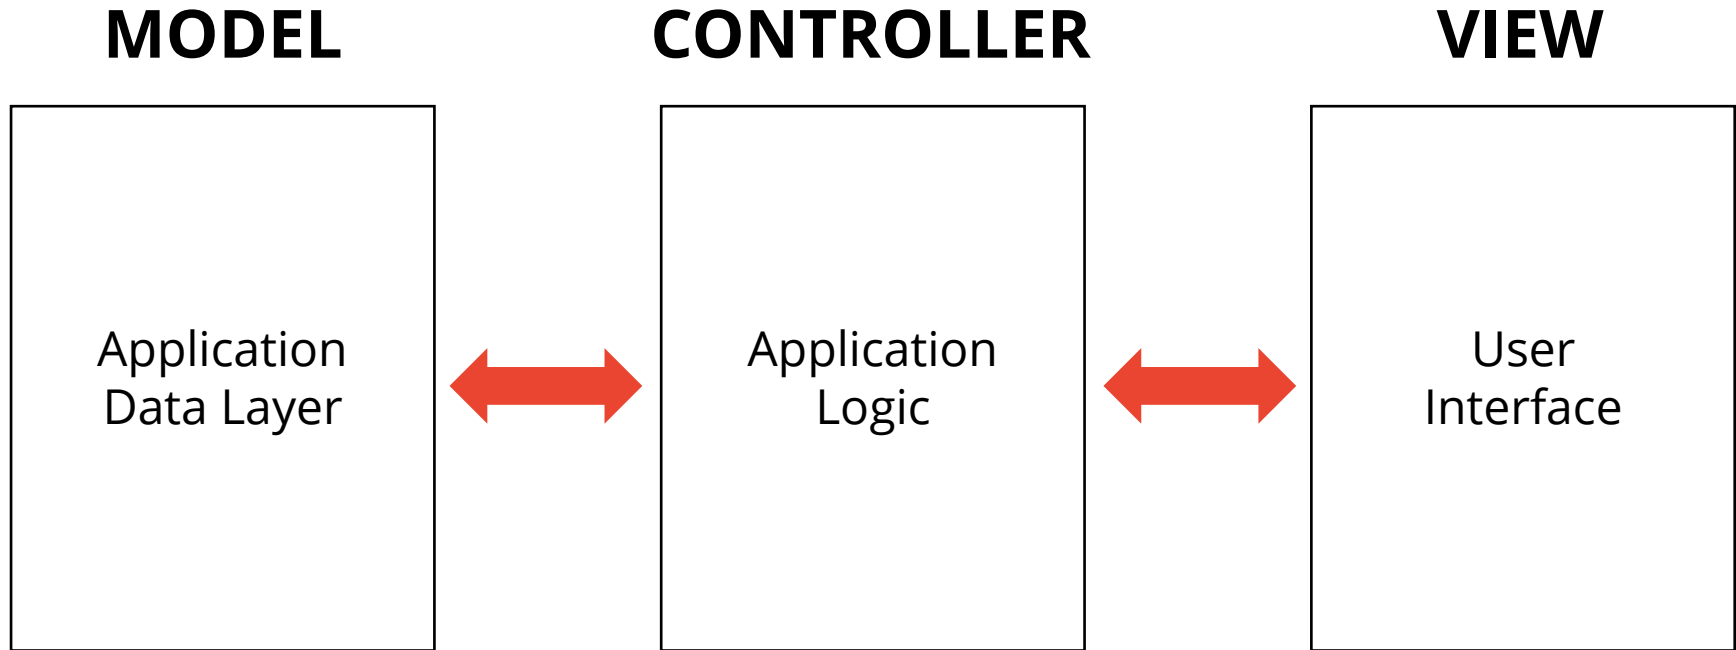 MODEL
CONTROLLER
VIEW
Application
Data Layer
Application
Logic
User
Interface